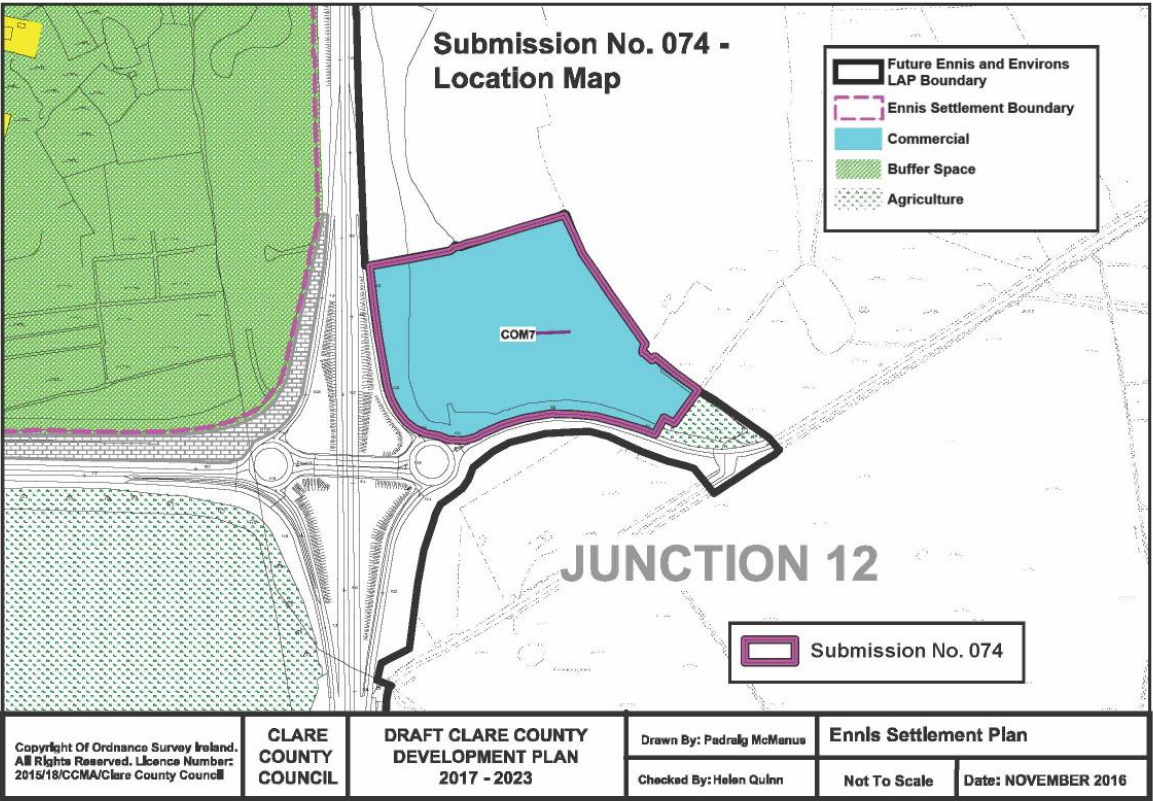 Submission No. 074 -
Location Map
Future Ennis and Environs
LAP Boundary
Ennis Settlement Boundary
Commercial
Buffer Space
Agriculture
COM7
JUNCTION 12
Submission No. 074
Copyright Of Ordnance Survey Ireland.
All Rights Reserved. Licence Number:
2015/18/CCMA/Clare County Council
CLARE
COUNTY
COUNCIL
DRAFT CLARE COUNTY
DEVELOPMENT PLAN
2017 - 2023
Drawn By: Padraig McManus
Checked By: Helen Quinn
Ennis Settlement Plan
Not To Scale
Date: NOVEMBER 2016